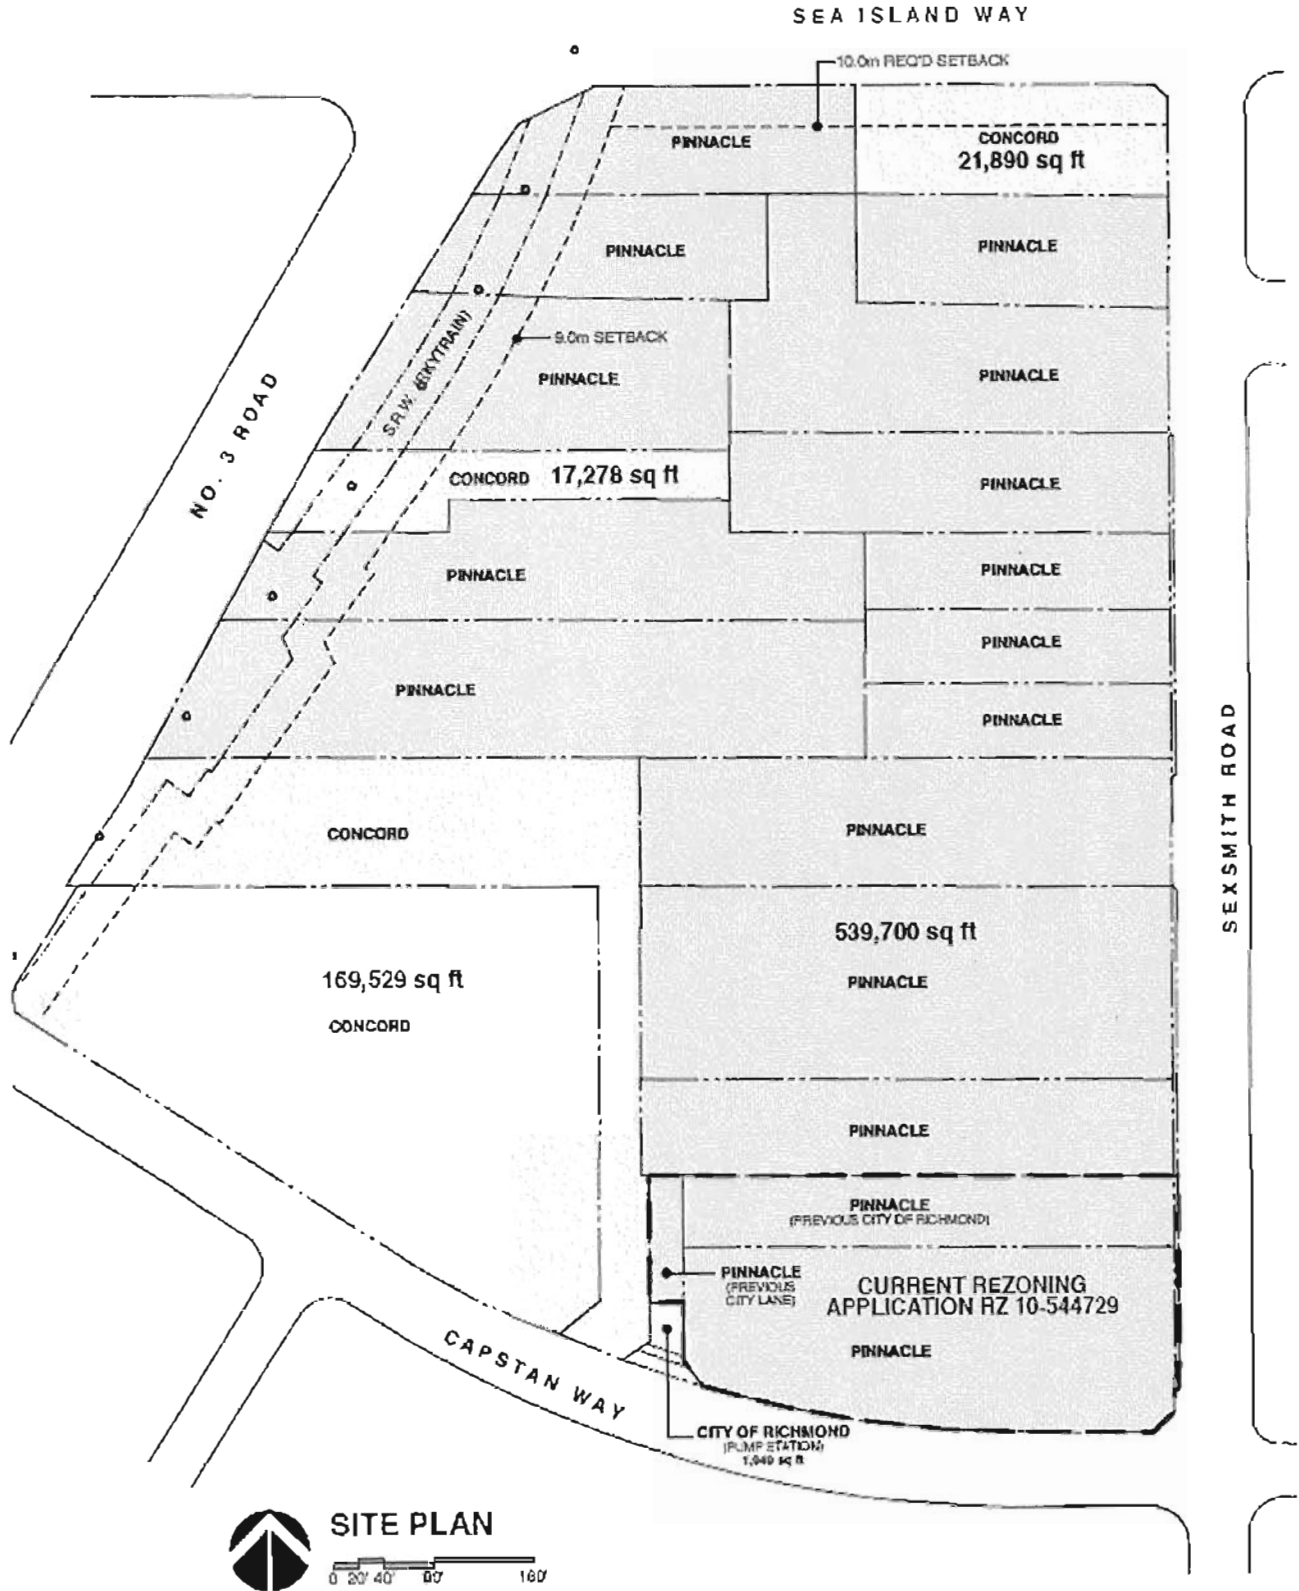 SEA ISLAND WAY
10.0m REQ'D SETBACK
PINNACLE
CONCORD
21,890 sq ft
PINNACLE
PINNACLE
S.R.W. (SKYTRAIN)
9.0m SETBACK
PINNACLE
PINNACLE
NO. 3 ROAD
CONCORD 17,278 sq ft
PINNACLE
PINNACLE
PINNACLE
PINNACLE
PINNACLE
PINNACLE
SEXSMITH ROAD
CONCORD
PINNACLE
539,700 sq ft
PINNACLE
169,529 sq ft
CONCORD
PINNACLE
PINNACLE
(PREVIOUS CITY OF RICHMOND)
PINNACLE
(PREVIOUS
CITY LANE)
CURRENT REZONING
APPLICATION RZ 10-544729
PINNACLE
CAPSTAN WAY
CITY OF RICHMOND
(PUMP STATION)
sq ft
SITE PLAN
0 20' 40' 80' 160'